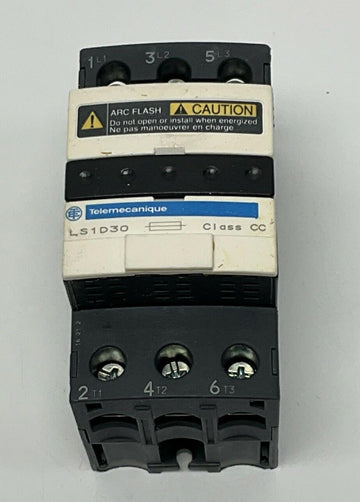 1L1 3L2 5L3
ARC FLASH CAUTION
Do not open or install when energized
Ne pas manoeuvrer en charge
Telemecanique
LS1D30 Class CC
2T1 4T2 6T3